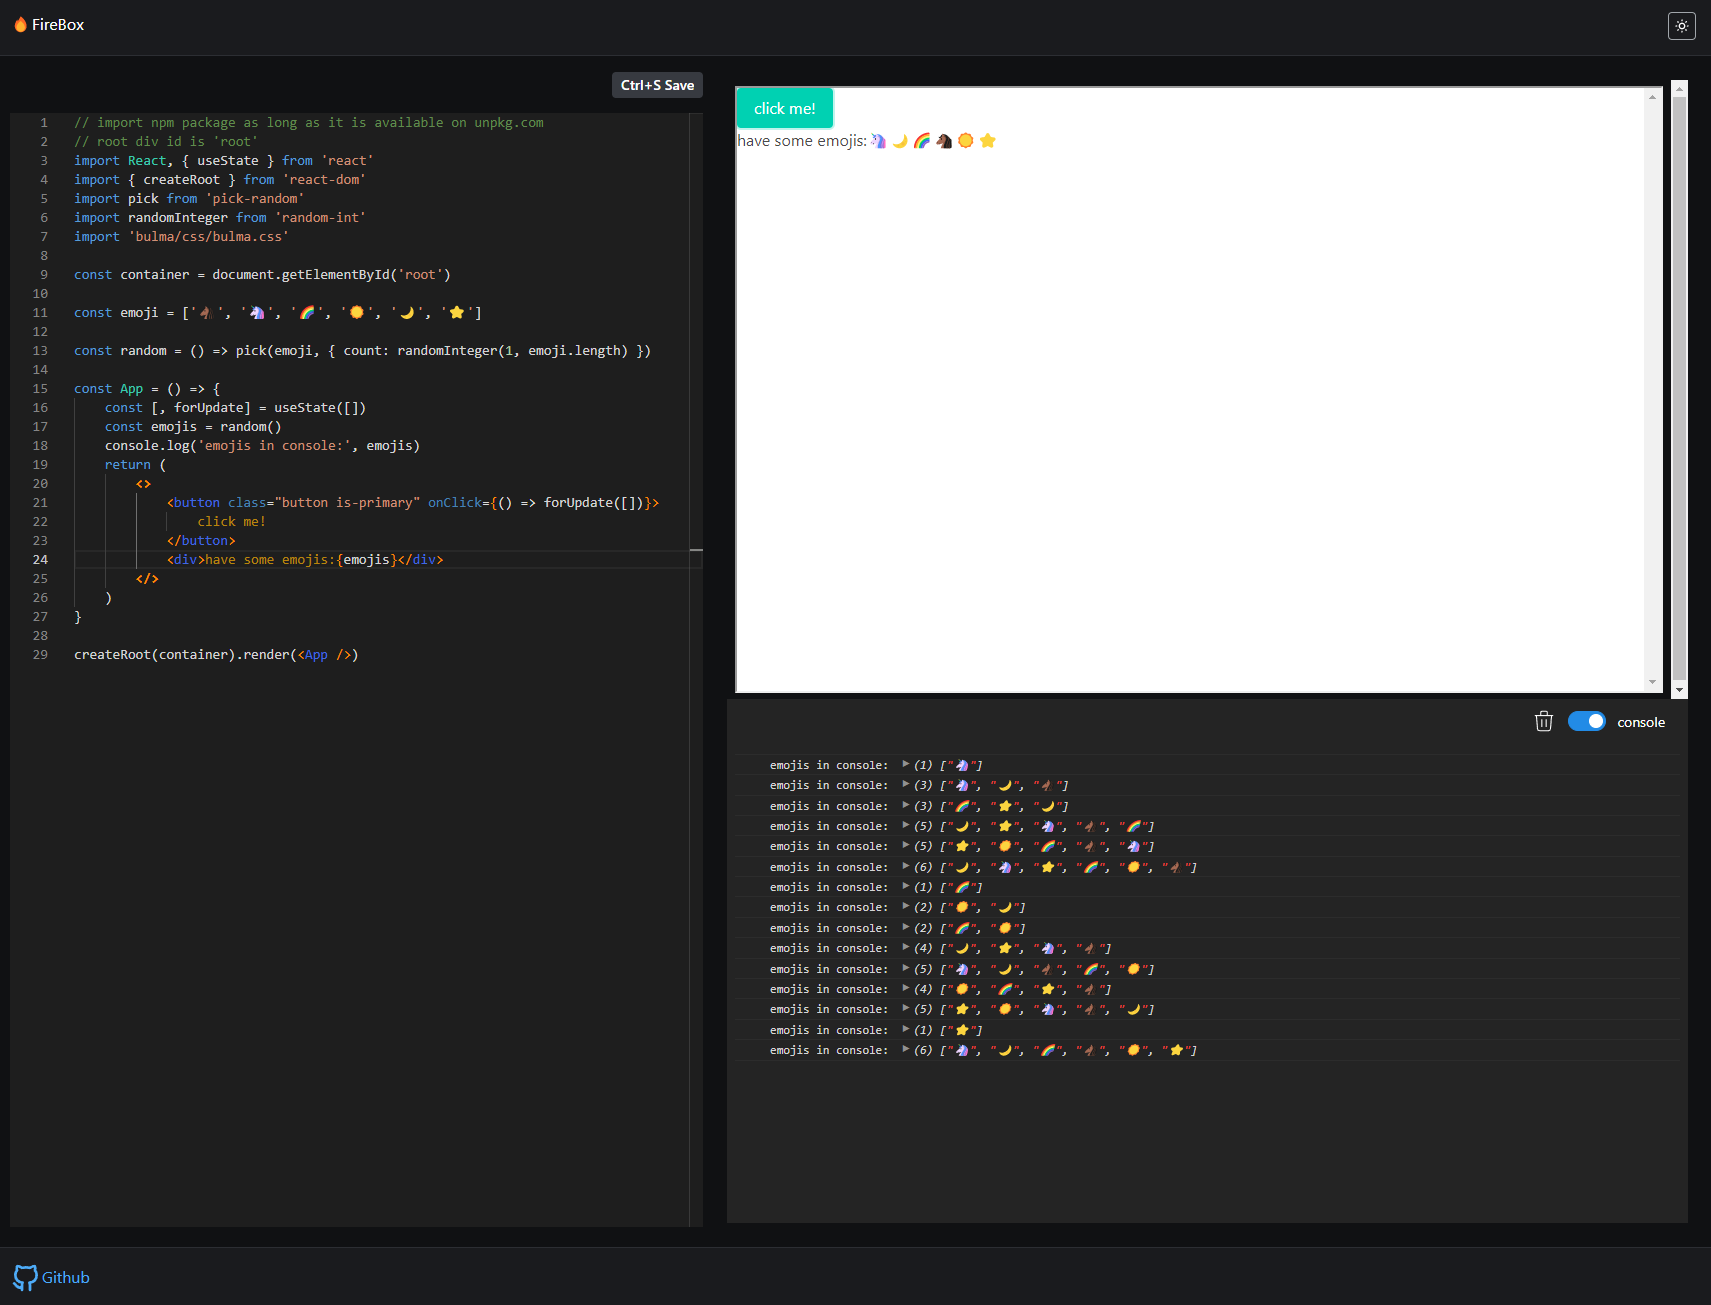 🔥 FireBox
Ctrl+S Save
1 // import npm package as long as it is available on unpkg.com
2 // root div id is 'root'
3 import React, { useState } from 'react'
4 import { createRoot } from 'react-dom'
5 import pick from 'pick-random'
6 import randomInteger from 'random-int'
7 import 'bulma/css/bulma.css'
8
9 const container = document.getElementById('root')
10
11 const emoji = ['🐴', '🦄', '🌈', '🌞', '🌙', '⭐']
12
13 const random = () => pick(emoji, { count: randomInteger(1, emoji.length) })
14
15 const App = () => {
16 const [, forUpdate] = useState([])
17 const emojis = random()
18 console.log('emojis in console:', emojis)
19 return (
20 <>
21 <button class="button is-primary" onClick={() => forUpdate([])}>
22 click me!
23 </button>
24 <div>have some emojis:{emojis}</div>
25 </>
26 )
27 }
28
29 createRoot(container).render(<App />)
click me!
have some emojis:🦄🌙🌈🐴🌞⭐
console
emojis in console: ▶(1) ["🦄"]
emojis in console: ▶(3) ["🦄", "🌙", "🐴"]
emojis in console: ▶(3) ["🌈", "⭐", "🌙"]
emojis in console: ▶(5) ["🌙", "⭐", "🦄", "🐴", "🌈"]
emojis in console: ▶(5) ["⭐", "🌞", "🌈", "🐴", "🦄"]
emojis in console: ▶(6) ["🌙", "🦄", "⭐", "🌈", "🌞", "🐴"]
emojis in console: ▶(1) ["🌈"]
emojis in console: ▶(2) ["🌞", "🌙"]
emojis in console: ▶(2) ["🌈", "🌞"]
emojis in console: ▶(4) ["🌙", "⭐", "🦄", "🐴"]
emojis in console: ▶(5) ["🦄", "🌙", "🐴", "🌈", "🌞"]
emojis in console: ▶(4) ["🌞", "🌈", "⭐", "🐴"]
emojis in console: ▶(5) ["⭐", "🌞", "🦄", "🐴", "🌙"]
emojis in console: ▶(1) ["⭐"]
emojis in console: ▶(6) ["🦄", "🌙", "🌈", "🐴", "🌞", "⭐"]
Github